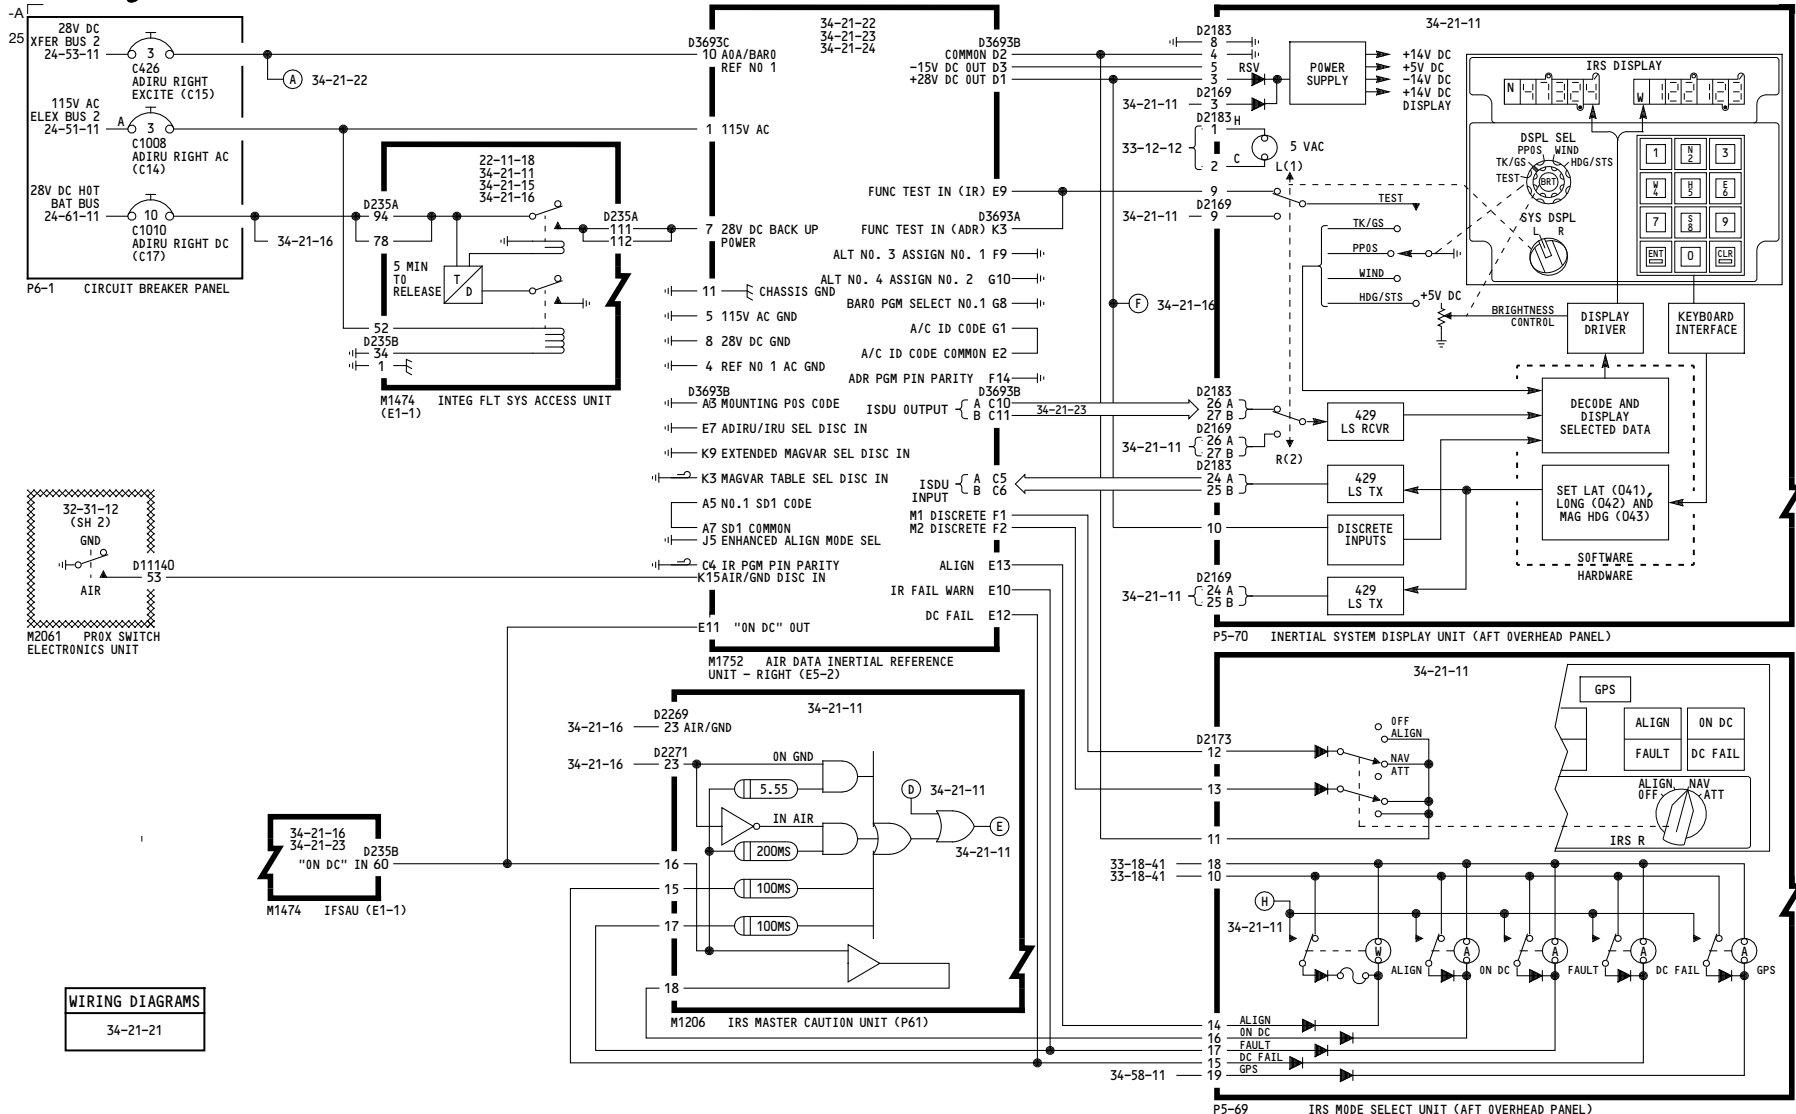 -A
25
28V DC
XFER BUS 2
24-53-11
3
C426
ADIRU RIGHT
EXCITE (C15)
A 34-21-22
115V AC
ELEX BUS 2
24-51-11
A
3
C1008
ADIRU RIGHT AC
(C14)
28V DC HOT
BAT BUS
24-61-11
10
C1010
ADIRU RIGHT DC
(C17)
34-21-16
P6-1 CIRCUIT BREAKER PANEL
22-11-18
34-21-11
34-21-15
34-21-16
D235A
94
78
5 MIN
TO
RELEASE
T
D
D235A
111
112
52
D235B
34
1
M1474 INTEG FLT SYS ACCESS UNIT
(E1-1)
32-31-12
(SH 2)
GND
AIR
D11140
53
M2061 PROX SWITCH
ELECTRONICS UNIT
34-21-22
34-21-23
34-21-24
D3693C
10 AOA/BARO
REF NO 1
1 115V AC
7 28V DC BACK UP
POWER
11 CHASSIS GND
5 115V AC GND
8 28V DC GND
4 REF NO 1 AC GND
D3693B
A3 MOUNTING POS CODE
E7 ADIRU/IRU SEL DISC IN
K9 EXTENDED MAGVAR SEL DISC IN
K3 MAGVAR TABLE SEL DISC IN
A5 NO.1 SD1 CODE
A7 SD1 COMMON
J5 ENHANCED ALIGN MODE SEL
C4 IR PGM PIN PARITY
K15 AIR/GND DISC IN
E11 "ON DC" OUT
D3693B
COMMON D2
-15V DC OUT D3
+28V DC OUT D1
FUNC TEST IN (IR) E9
D3693A
FUNC TEST IN (ADR) K3
ALT NO. 3 ASSIGN NO. 1 F9
ALT NO. 4 ASSIGN NO. 2 G10
BARO PGM SELECT NO.1 G8
A/C ID CODE G1
A/C ID CODE COMMON E2
ADR PGM PIN PARITY F14
D3693B
ISDU OUTPUT
A C10
B C11
34-21-23
ISDU
INPUT
A C5
B C6
M1 DISCRETE F1
M2 DISCRETE F2
ALIGN E13
IR FAIL WARN E10
DC FAIL E12
M1752 AIR DATA INERTIAL REFERENCE
UNIT - RIGHT (E5-2)
F 34-21-16
34-21-11
D2183
8
4
5
3
RSV
D2169
34-21-11 3
D2183
1 H
33-12-12
2 C
5 VAC
L(1)
9
D2169
34-21-11 9
POWER
SUPPLY
+14V DC
+5V DC
-14V DC
+14V DC
DISPLAY
TEST
TK/GS
PPOS
WIND
HDG/STS
+5V DC
IRS DISPLAY
N 47324
W 122123
DSPL SEL
PPOS WIND
TK/GS HDG/STS
TEST
BRT
SYS DSPL
L R
1 N 2 3
W 4 H 5 E 6
7 S 8 9
ENT 0 CLR
BRIGHTNESS
CONTROL
DISPLAY
DRIVER
KEYBOARD
INTERFACE
D2183
26 A
27 B
D2169
34-21-11
26 A
27 B
R(2)
429
LS RCVR
DECODE AND
DISPLAY
SELECTED DATA
D2183
24 A
25 B
429
LS TX
SET LAT (041),
LONG (042) AND
MAG HDG (043)
10
DISCRETE
INPUTS
SOFTWARE
HARDWARE
D2169
34-21-11
24 A
25 B
429
LS TX
P5-70 INERTIAL SYSTEM DISPLAY UNIT (AFT OVERHEAD PANEL)
34-21-11
34-21-16
D2269
23 AIR/GND
34-21-16
D2271
23
ON GND
5.55
IN AIR
200MS
100MS
100MS
D 34-21-11
E
34-21-11
16
15
17
18
M1206 IRS MASTER CAUTION UNIT (P61)
34-21-16
34-21-23
D235B
"ON DC" IN 60
M1474 IFSAU (E1-1)
WIRING DIAGRAMS
34-21-21
34-21-11
D2173
12
13
11
OFF
ALIGN
NAV
ATT
GPS
ALIGN ON DC
FAULT DC FAIL
ALIGN NAV
OFF ATT
IRS R
33-18-41 18
33-18-41 10
H
34-21-11
W
A
A
A
A
ALIGN
ON DC
FAULT
DC FAIL
GPS
14 ALIGN
16 ON DC
17 FAULT
15 DC FAIL
34-58-11 19 GPS
P5-69 IRS MODE SELECT UNIT (AFT OVERHEAD PANEL)